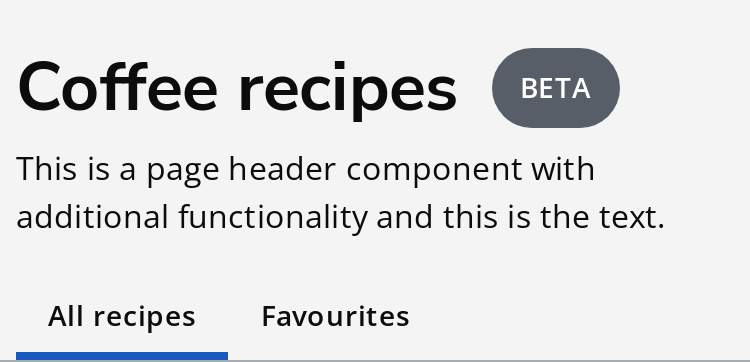 Coffee recipes BETA
This is a page header component with
additional functionality and this is the text.
All recipes Favourites